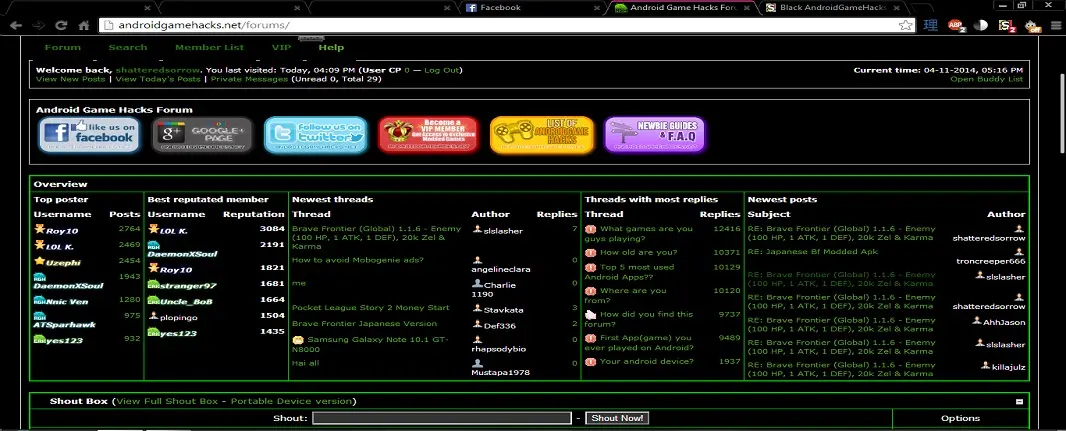 Facebook
Android Game Hacks For
Black AndroidGameHacks
androidgamehacks.net/forums/
Forum Search Member List VIP Help
Welcome back, shatteredsorrow. You last visited: Today, 04:09 PM (User CP 0 — Log Out)
Current time: 04-11-2014, 05:16 PM
View New Posts | View Today's Posts | Private Messages (Unread 0, Total 29)
Open Buddy List
Android Game Hacks Forum
like us on
facebook
g+ GOOGLE+
PAGE
Follow us on
twitter
Become a
VIP MEMBER
Get Access to Exclusive
Modded Games
LIST OF
ANDROIDGAME
HACKS
NEWBIE GUIDES
& F.A.Q
Overview
Top poster
Username Posts
Roy10 2764
LOL K. 2469
Uzephi 2454
DaemonXSoul 1943
Nnic Ven 1280
ATSparhawk 975
yes123 932
Best reputated member
Username Reputation
LOL K. 3084
DaemonXSoul 2191
Roy10 1821
stranger97 1681
Uncle_BoB 1664
plopingo 1504
yes123 1435
Newest threads
Thread Author Replies
Brave Frontier (Global) 1.1.6 - Enemy slslasher 7
(100 HP, 1 ATK, 1 DEF), 20k Zel &
Karma
How to avoid Mobogenie ads? angelineclara 0
me Charlie 0
1190
Pocket League Story 2 Money Start Stavkata 3
Brave Frontier Japanese Version Def336 2
Samsung Galaxy Note 10.1 GT- rhapsodybio 0
N8000
Hai all Mustapa1978 0
Threads with most replies
Thread Replies
What games are you 12416
guys playing?
How old are you? 10371
Top 5 most used 10129
Android Apps??
Where are you 10120
from?
How did you find this 9737
forum?
First App(game) you 9489
ever played on Android?
Your android device? 1937
Newest posts
Subject Author
RE: Brave Frontier (Global) 1.1.6 - Enemy
(100 HP, 1 ATK, 1 DEF), 20k Zel & Karma shatteredsorrow
RE: Japanese Bf Modded Apk troncreeper666
RE: Brave Frontier (Global) 1.1.6 - Enemy slslasher
(100 HP, 1 ATK, 1 DEF), 20k Zel & Karma
RE: Brave Frontier (Global) 1.1.6 - Enemy
(100 HP, 1 ATK, 1 DEF), 20k Zel & Karma shatteredsorrow
RE: Brave Frontier (Global) 1.1.6 - Enemy AhhJason
(100 HP, 1 ATK, 1 DEF), 20k Zel & Karma
RE: Brave Frontier (Global) 1.1.6 - Enemy slslasher
(100 HP, 1 ATK, 1 DEF), 20k Zel & Karma
RE: Brave Frontier (Global) 1.1.6 - Enemy killajulz
(100 HP, 1 ATK, 1 DEF), 20k Zel & Karma
Shout Box (View Full Shout Box - Portable Device version)
Shout: - Shout Now! Options